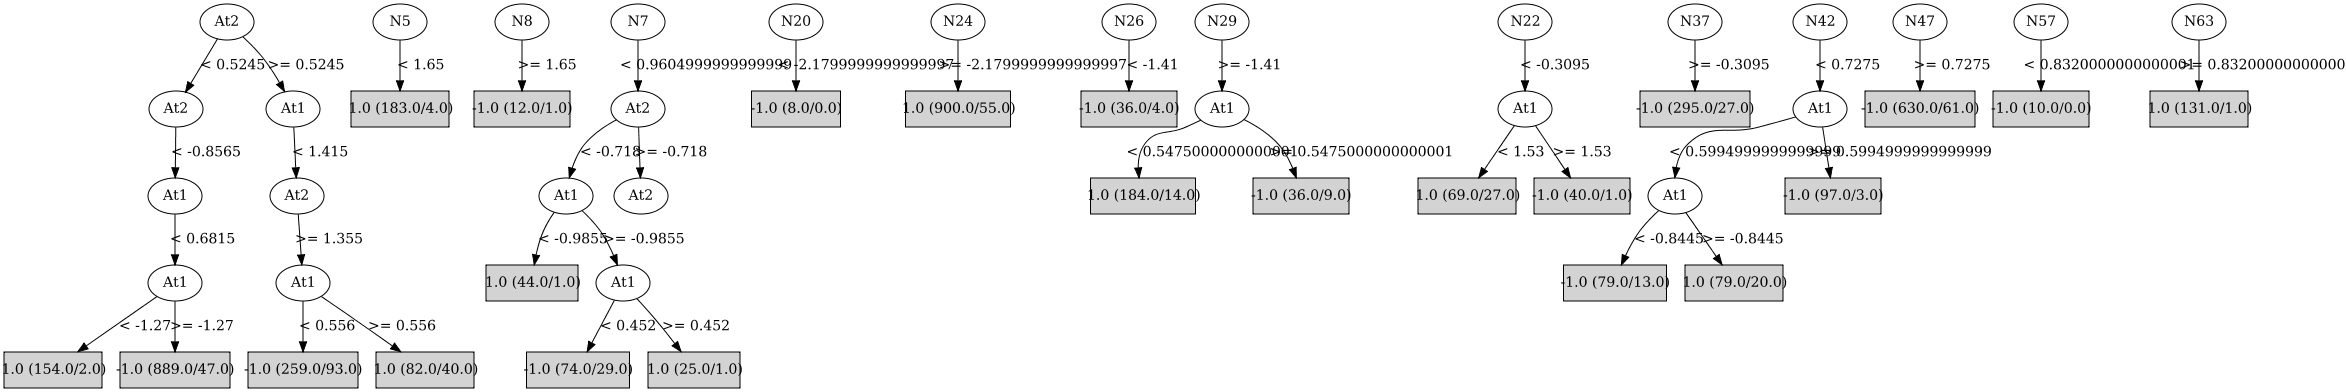 At2 N5 N8 N7 N20 N24 N26 N29 N22 N37 N42 N47 N57 N63
< 0.5245 >= 0.5245 < 1.65 >= 1.65 < 0.9604999999999999 < -2.1799999999999997 >= -2.1799999999999997 < -1.41 >= -1.41 < -0.3095 >= -0.3095 < 0.7275 >= 0.7275 < 0.8320000000000001 >= 0.83200000000000
At2 At1 1.0 (183.0/4.0) -1.0 (12.0/1.0) At2 -1.0 (8.0/0.0) 1.0 (900.0/55.0) -1.0 (36.0/4.0) At1 At1 -1.0 (295.0/27.0) At1 -1.0 (630.0/61.0) -1.0 (10.0/0.0) 1.0 (131.0/1.0)
< -0.8565 < 1.415 < -0.718 >= -0.718 < 0.5475000000000001 >= 0.5475000000000001 < 1.53 >= 1.53 < 0.5994999999999999 >= 0.5994999999999999
At1 At2 At1 At2 1.0 (184.0/14.0) -1.0 (36.0/9.0) 1.0 (69.0/27.0) -1.0 (40.0/1.0) At1 -1.0 (97.0/3.0)
< 0.6815 >= 1.355 < -0.9855 >= -0.9855 < -0.8445 >= -0.8445
At1 At1 1.0 (44.0/1.0) At1 -1.0 (79.0/13.0) 1.0 (79.0/20.0)
< -1.27 >= -1.27 < 0.556 >= 0.556 < 0.452 >= 0.452
1.0 (154.0/2.0) -1.0 (889.0/47.0) -1.0 (259.0/93.0) 1.0 (82.0/40.0) -1.0 (74.0/29.0) 1.0 (25.0/1.0)